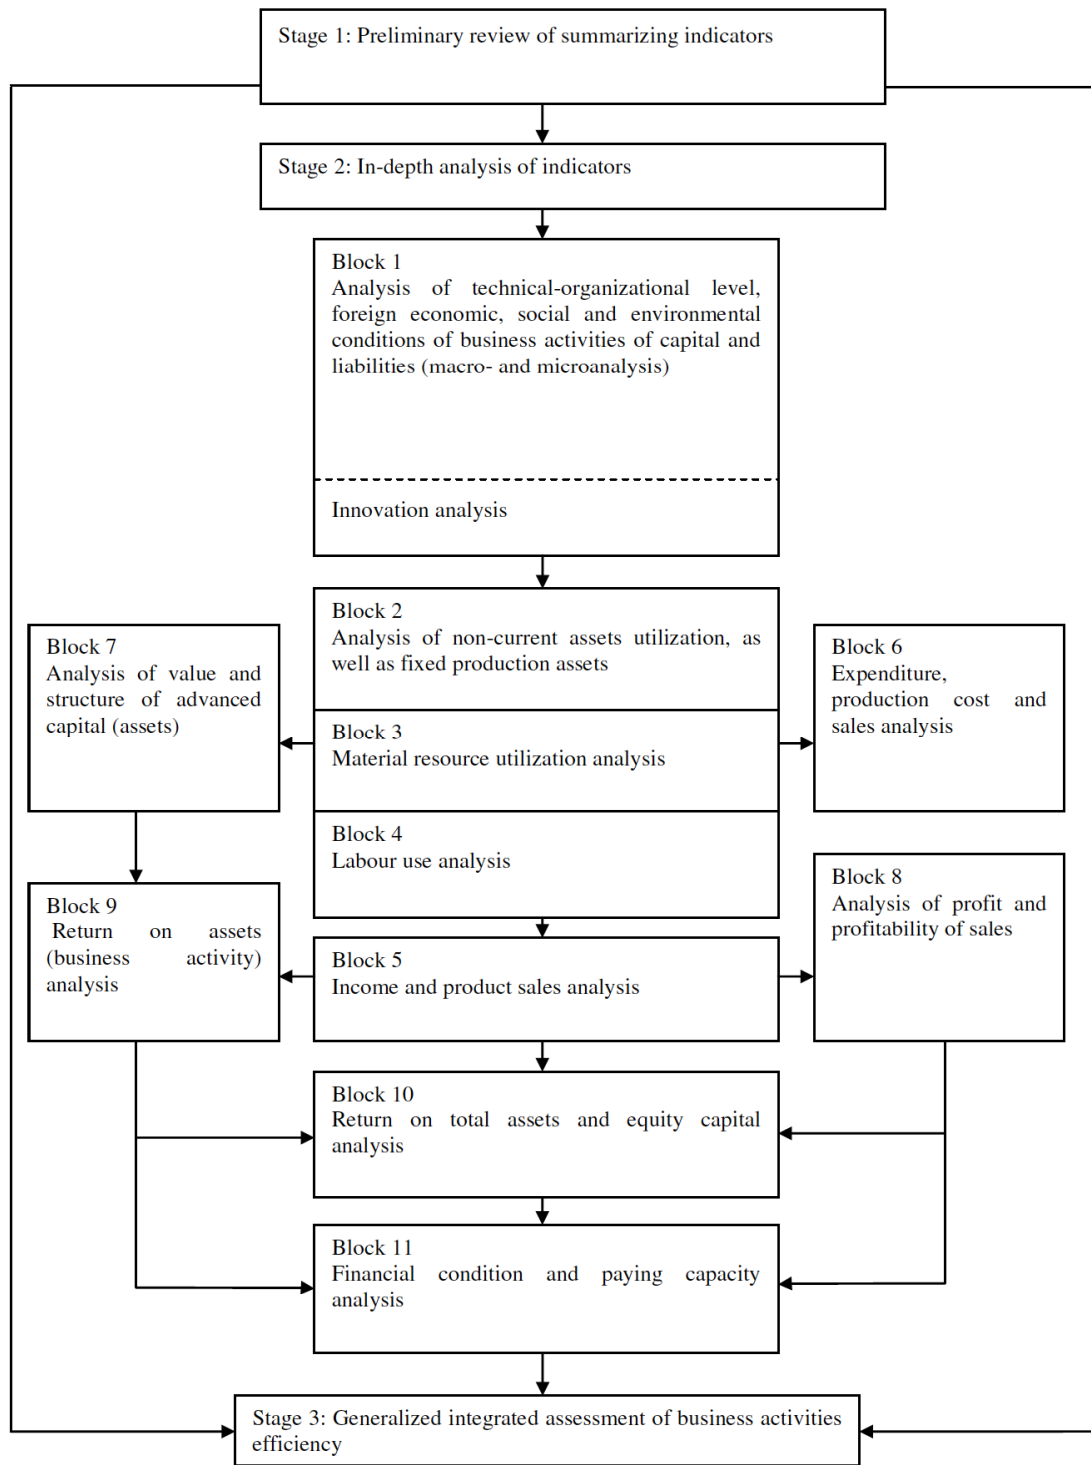 Stage 1: Preliminary review of summarizing indicators
Stage 2: In-depth analysis of indicators
Block 1
Analysis of technical-organizational level,
foreign economic, social and environmental
conditions of business activities of capital and
liabilities (macro- and microanalysis)
Innovation analysis
Block 2
Analysis of non-current assets utilization, as
well as fixed production assets
Block 7
Analysis of value and
structure of advanced
capital (assets)
Block 6
Expenditure,
production cost and
sales analysis
Block 3
Material resource utilization analysis
Block 4
Labour use analysis
Block 9
Return on assets
(business activity)
analysis
Block 8
Analysis of profit and
profitability of sales
Block 5
Income and product sales analysis
Block 10
Return on total assets and equity capital
analysis
Block 11
Financial condition and paying capacity
analysis
Stage 3: Generalized integrated assessment of business activities
efficiency